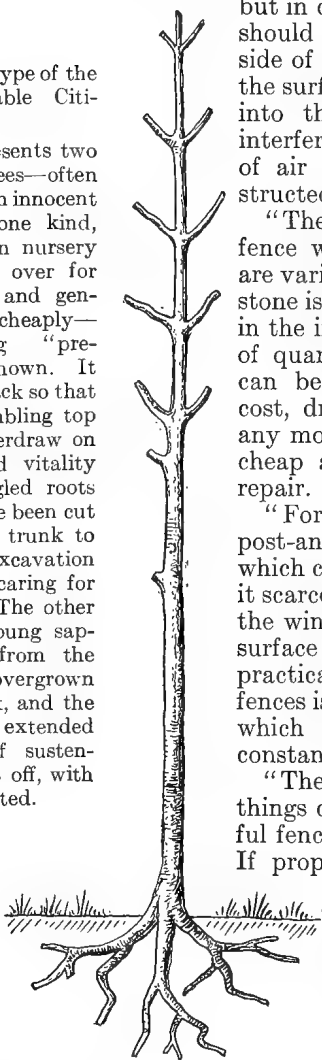 ype of the
able Citi-
sents two
ees—often
n innocent
one kind,
n nursery
over for
and gen-
cheaply—
g "pre-
nown. It
ck so that
mbling top
erdraw on
d vitality
gled roots
e been cut
trunk to
xcavation
caring for
The other
oung sap-
from the
overgrown
, and the
extended
f susten-
s off, with
ted.
but in
should
side of
the surf
into th
interfer
of air
structed
"The
fence w
are vari
stone is
in the i
of quan
can be
cost, dr
any mo
cheap a
repair.
"For
post-an
which c
it scarce
the win
surface
practica
fences is
which
constan
"The
things o
ful fenc
If prop